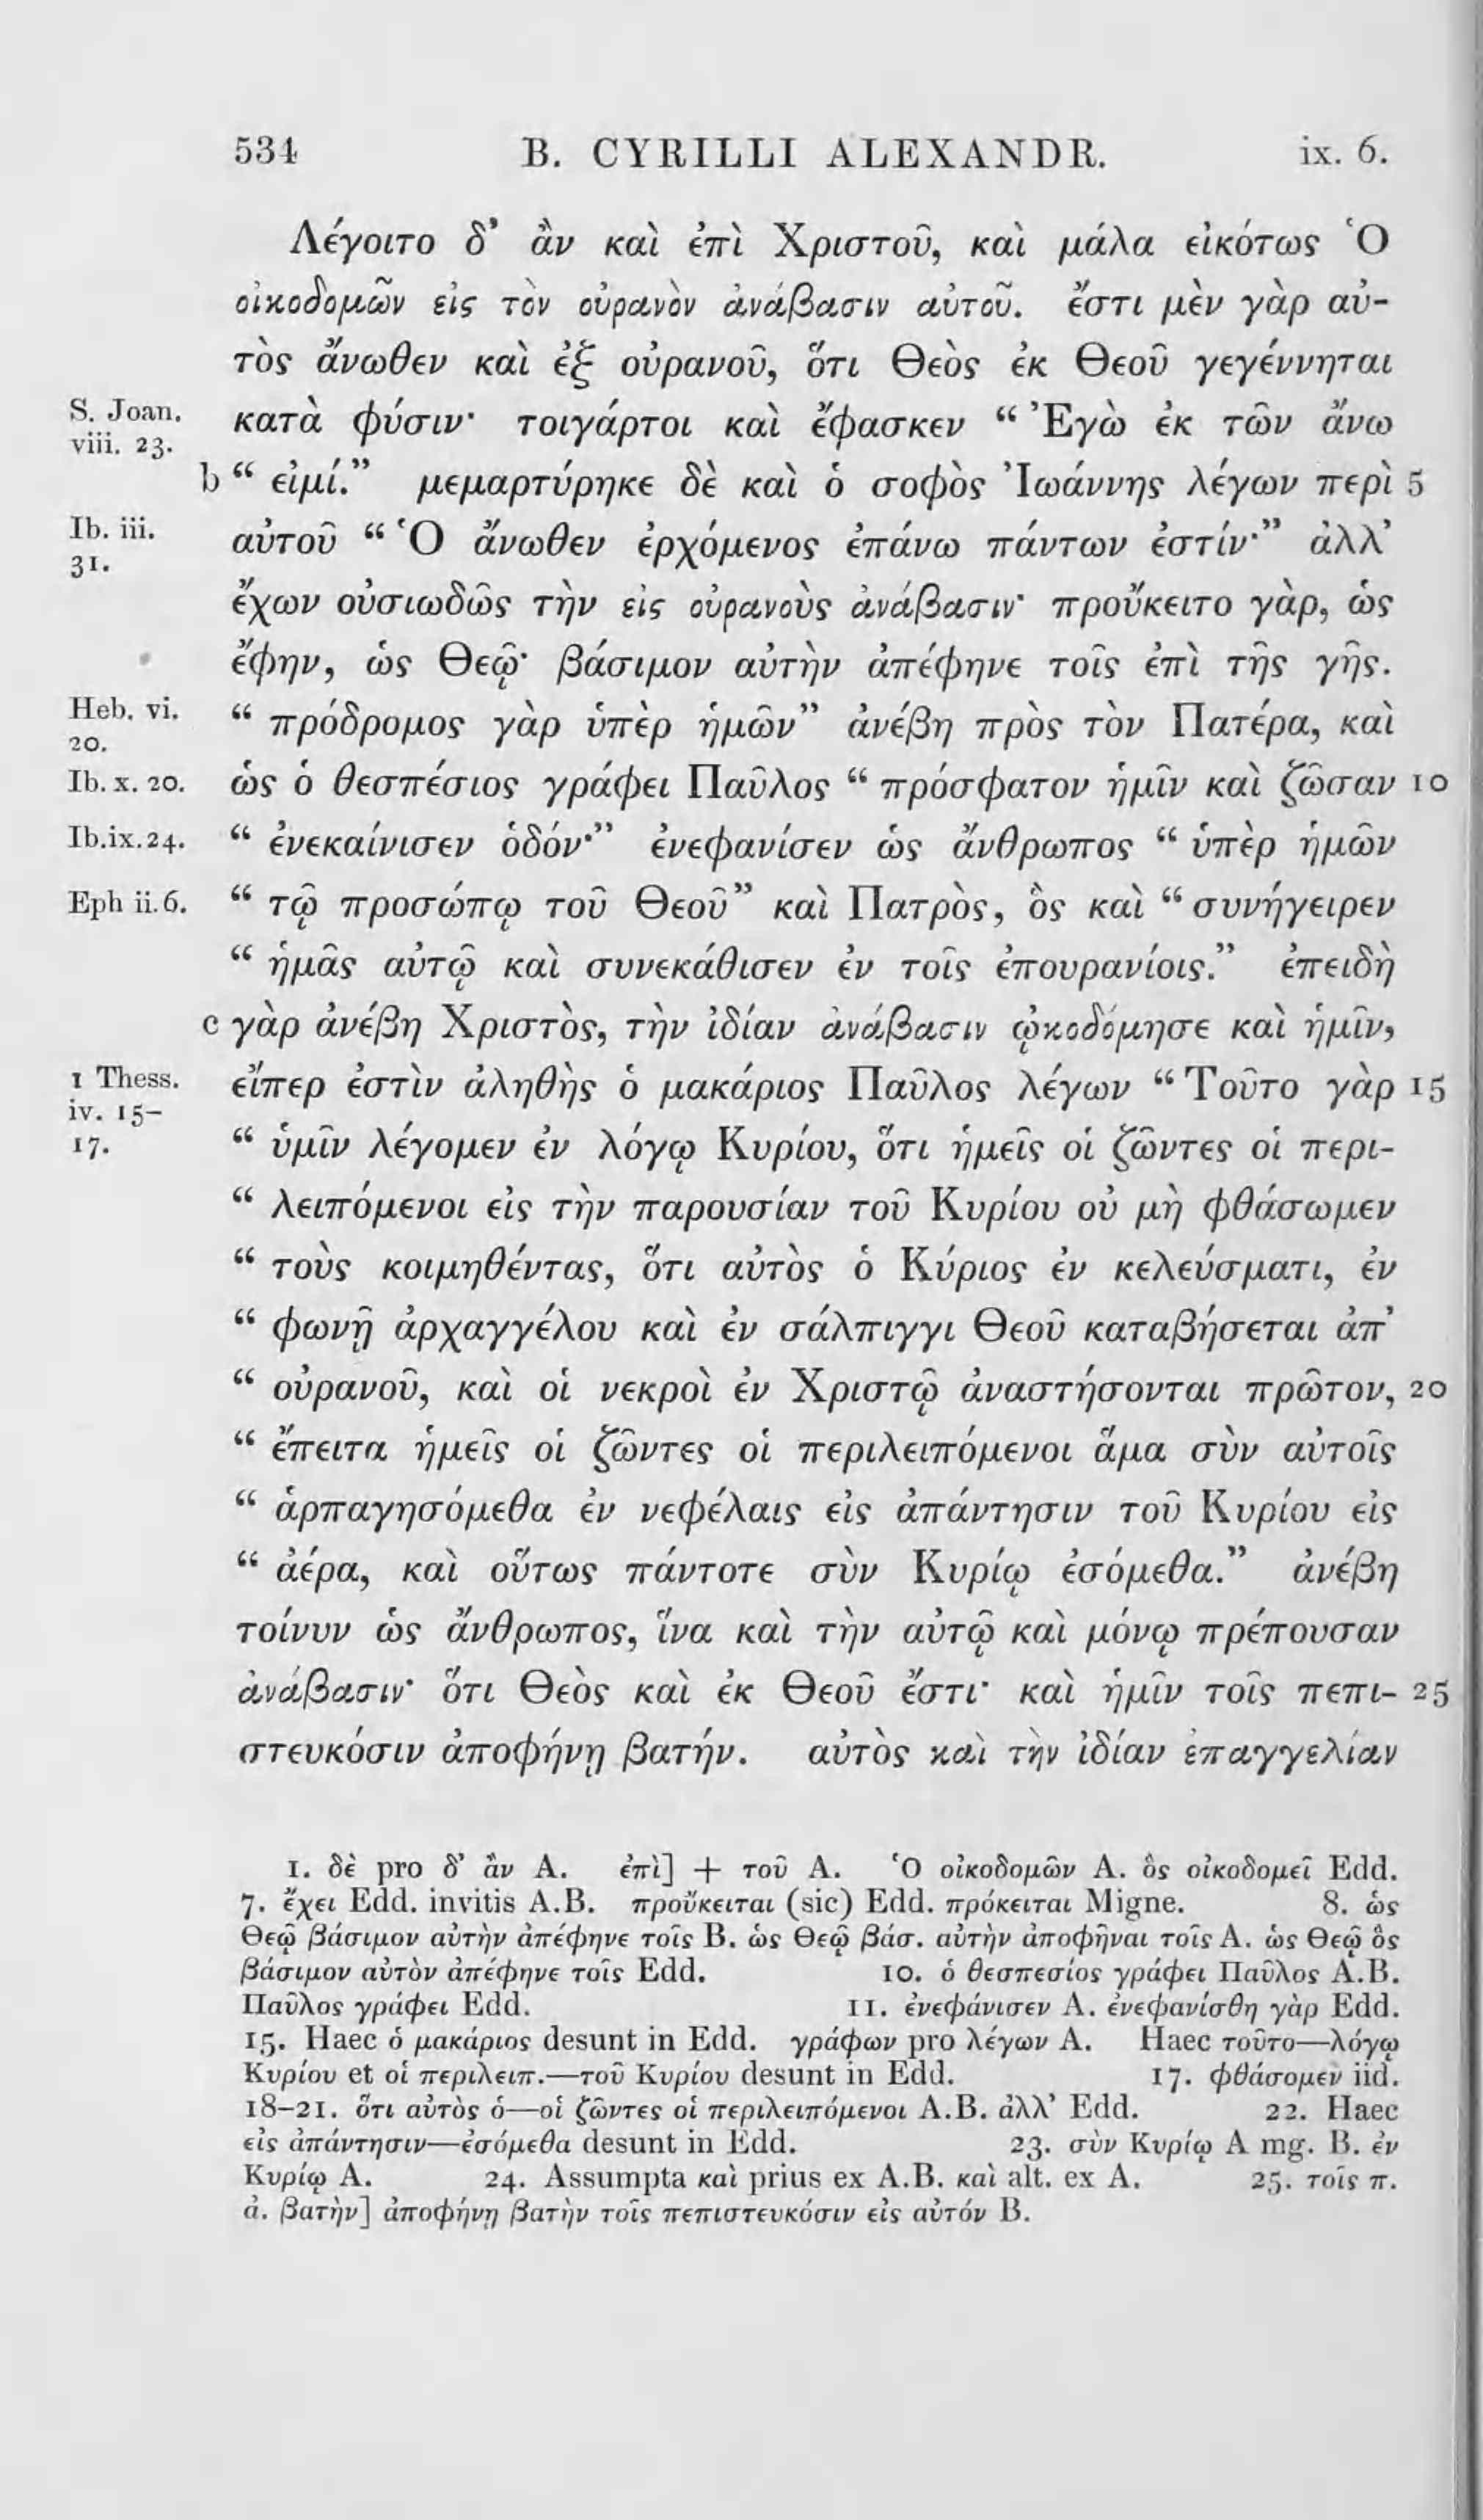 534 B. CYRILLI ALEXANDR. ix. 6.
Λέγοιτο δ’ ἂν καὶ ἐπὶ Χριστοῦ, καὶ μάλα εἰκότως Ὁ
οἰκοδομῶν εἰς τὸν οὐρανὸν ἀνάβασιν αὐτοῦ. ἔστι μὲν γὰρ αὐ-
τὸς ἄνωθεν καὶ ἐξ οὐρανοῦ, ὅτι Θεὸς ἐκ Θεοῦ γεγέννηται
S. Joan. viii. 23. κατὰ φύσιν· τοιγάρτοι καὶ ἔφασκεν “ Ἐγὼ ἐκ τῶν ἄνω
b “ εἰμί.” μεμαρτύρηκε δὲ καὶ ὁ σοφὸς Ἰωάννης λέγων περὶ 5
Ib. iii. 31. αὐτοῦ “ Ὁ ἄνωθεν ἐρχόμενος ἐπάνω πάντων ἐστίν·” ἀλλ’
ἔχων οὐσιωδῶς τὴν εἰς οὐρανοὺς ἀνάβασιν· προὔκειτο γὰρ, ὡς
ἔφην, ὡς Θεῷ· βάσιμον αὐτὴν ἀπέφηνε τοῖς ἐπὶ τῆς γῆς.
Heb. vi. 20. “ πρόδρομος γὰρ ὑπὲρ ἡμῶν” ἀνέβη πρὸς τὸν Πατέρα, καὶ
Ib. x. 20. ὡς ὁ θεσπέσιος γράφει Παῦλος “ πρόσφατον ἡμῖν καὶ ζῶσαν 10
Ib. ix. 24. “ ἐνεκαίνισεν ὁδόν·” ἐνεφανίσεν ὡς ἄνθρωπος “ ὑπὲρ ἡμῶν
Eph ii. 6. “ τῷ προσώπῳ τοῦ Θεοῦ” καὶ Πατρὸς, ὃς καὶ “ συνήγειρεν
“ ἡμᾶς αὐτῷ καὶ συνεκάθισεν ἐν τοῖς ἐπουρανίοις.” ἐπειδὴ
c γὰρ ἀνέβη Χριστὸς, τὴν ἰδίαν ἀνάβασιν ᾠκοδόμησε καὶ ἡμῖν,
1 Thess. iv. 15- 17. εἴπερ ἐστὶν ἀληθὴς ὁ μακάριος Παῦλος λέγων “ Τοῦτο γὰρ 15
“ ὑμῖν λέγομεν ἐν λόγῳ Κυρίου, ὅτι ἡμεῖς οἱ ζῶντες οἱ περι-
“ λειπόμενοι εἰς τὴν παρουσίαν τοῦ Κυρίου οὐ μὴ φθάσωμεν
“ τοὺς κοιμηθέντας, ὅτι αὐτὸς ὁ Κύριος ἐν κελεύσματι, ἐν
“ φωνῇ ἀρχαγγέλου καὶ ἐν σάλπιγγι Θεοῦ καταβήσεται ἀπ’
“ οὐρανοῦ, καὶ οἱ νεκροὶ ἐν Χριστῷ ἀναστήσονται πρῶτον, 20
“ ἔπειτα ἡμεῖς οἱ ζῶντες οἱ περιλειπόμενοι ἅμα σὺν αὐτοῖς
“ ἁρπαγησόμεθα ἐν νεφέλαις εἰς ἀπάντησιν τοῦ Κυρίου εἰς
“ ἀέρα, καὶ οὕτως πάντοτε σὺν Κυρίῳ ἐσόμεθα.” ἀνέβη
τοίνυν ὡς ἄνθρωπος, ἵνα καὶ τὴν αὐτῷ καὶ μόνῳ πρέπουσαν
ἀνάβασιν· ὅτι Θεὸς καὶ ἐκ Θεοῦ ἔστι· καὶ ἡμῖν τοῖς πεπι- 25
στευκόσιν ἀποφήνῃ βατήν. αὐτὸς καὶ τὴν ἰδίαν ἐπαγγελίαν
1. δὲ pro δ’ ἂν A. ἐπὶ] + τοῦ A. Ὁ οἰκοδομῶν A. ὃς οἰκοδομεῖ Edd.
7. ἔχει Edd. invitis A.B. προὔκειται (sic) Edd. πρόκειται Migne. 8. ὡς
Θεῷ βάσιμον αὐτὴν ἀπέφηνε τοῖς B. ὡς Θεῷ βάσ. αὐτὴν ἀποφῆναι τοῖς A. ὡς Θεῷ ὃς
βάσιμον αὐτὸν ἀπέφηνε τοῖς Edd. 10. ὁ θεσπεσίος γράφει Παῦλος A.B.
Παῦλος γράφει Edd. 11. ἐνεφάνισεν A. ἐνεφανίσθη γὰρ Edd.
15. Haec ὁ μακάριος desunt in Edd. γράφων pro λέγων A. Haec τοῦτο—λόγῳ
Κυρίου et οἱ περιλειπ.—τοῦ Κυρίου desunt in Edd. 17. φθάσομεν iid.
18-21. ὅτι αὐτὸς ὁ—οἱ ζῶντες οἱ περιλειπόμενοι A.B. ἀλλ’ Edd. 22. Haec
εἰς ἀπάντησιν—ἐσόμεθα desunt in Edd. 23. σὺν Κυρίῳ A mg. B. ἐν
Κυρίῳ A. 24. Assumpta καὶ prius ex A.B. καὶ alt. ex A. 25. τοῖς π.
ἀ. βατὴν] ἀποφήνῃ βατὴν τοῖς πεπιστευκόσιν εἰς αὐτόν B.